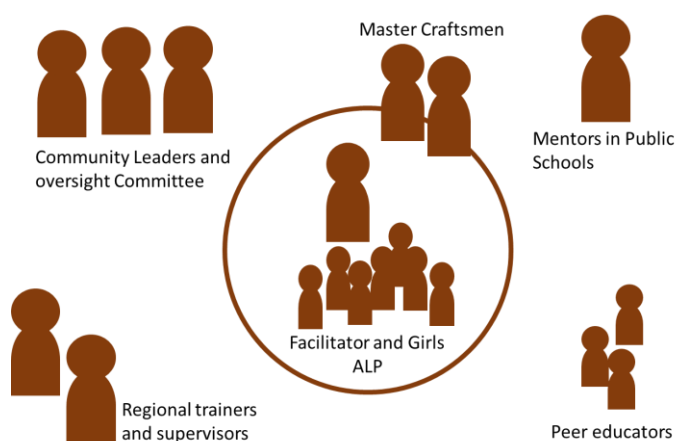 Master Craftsmen
Community Leaders and
oversight Committee
Mentors in Public
Schools
Facilitator and Girls
ALP
Regional trainers
and supervisors
Peer educators